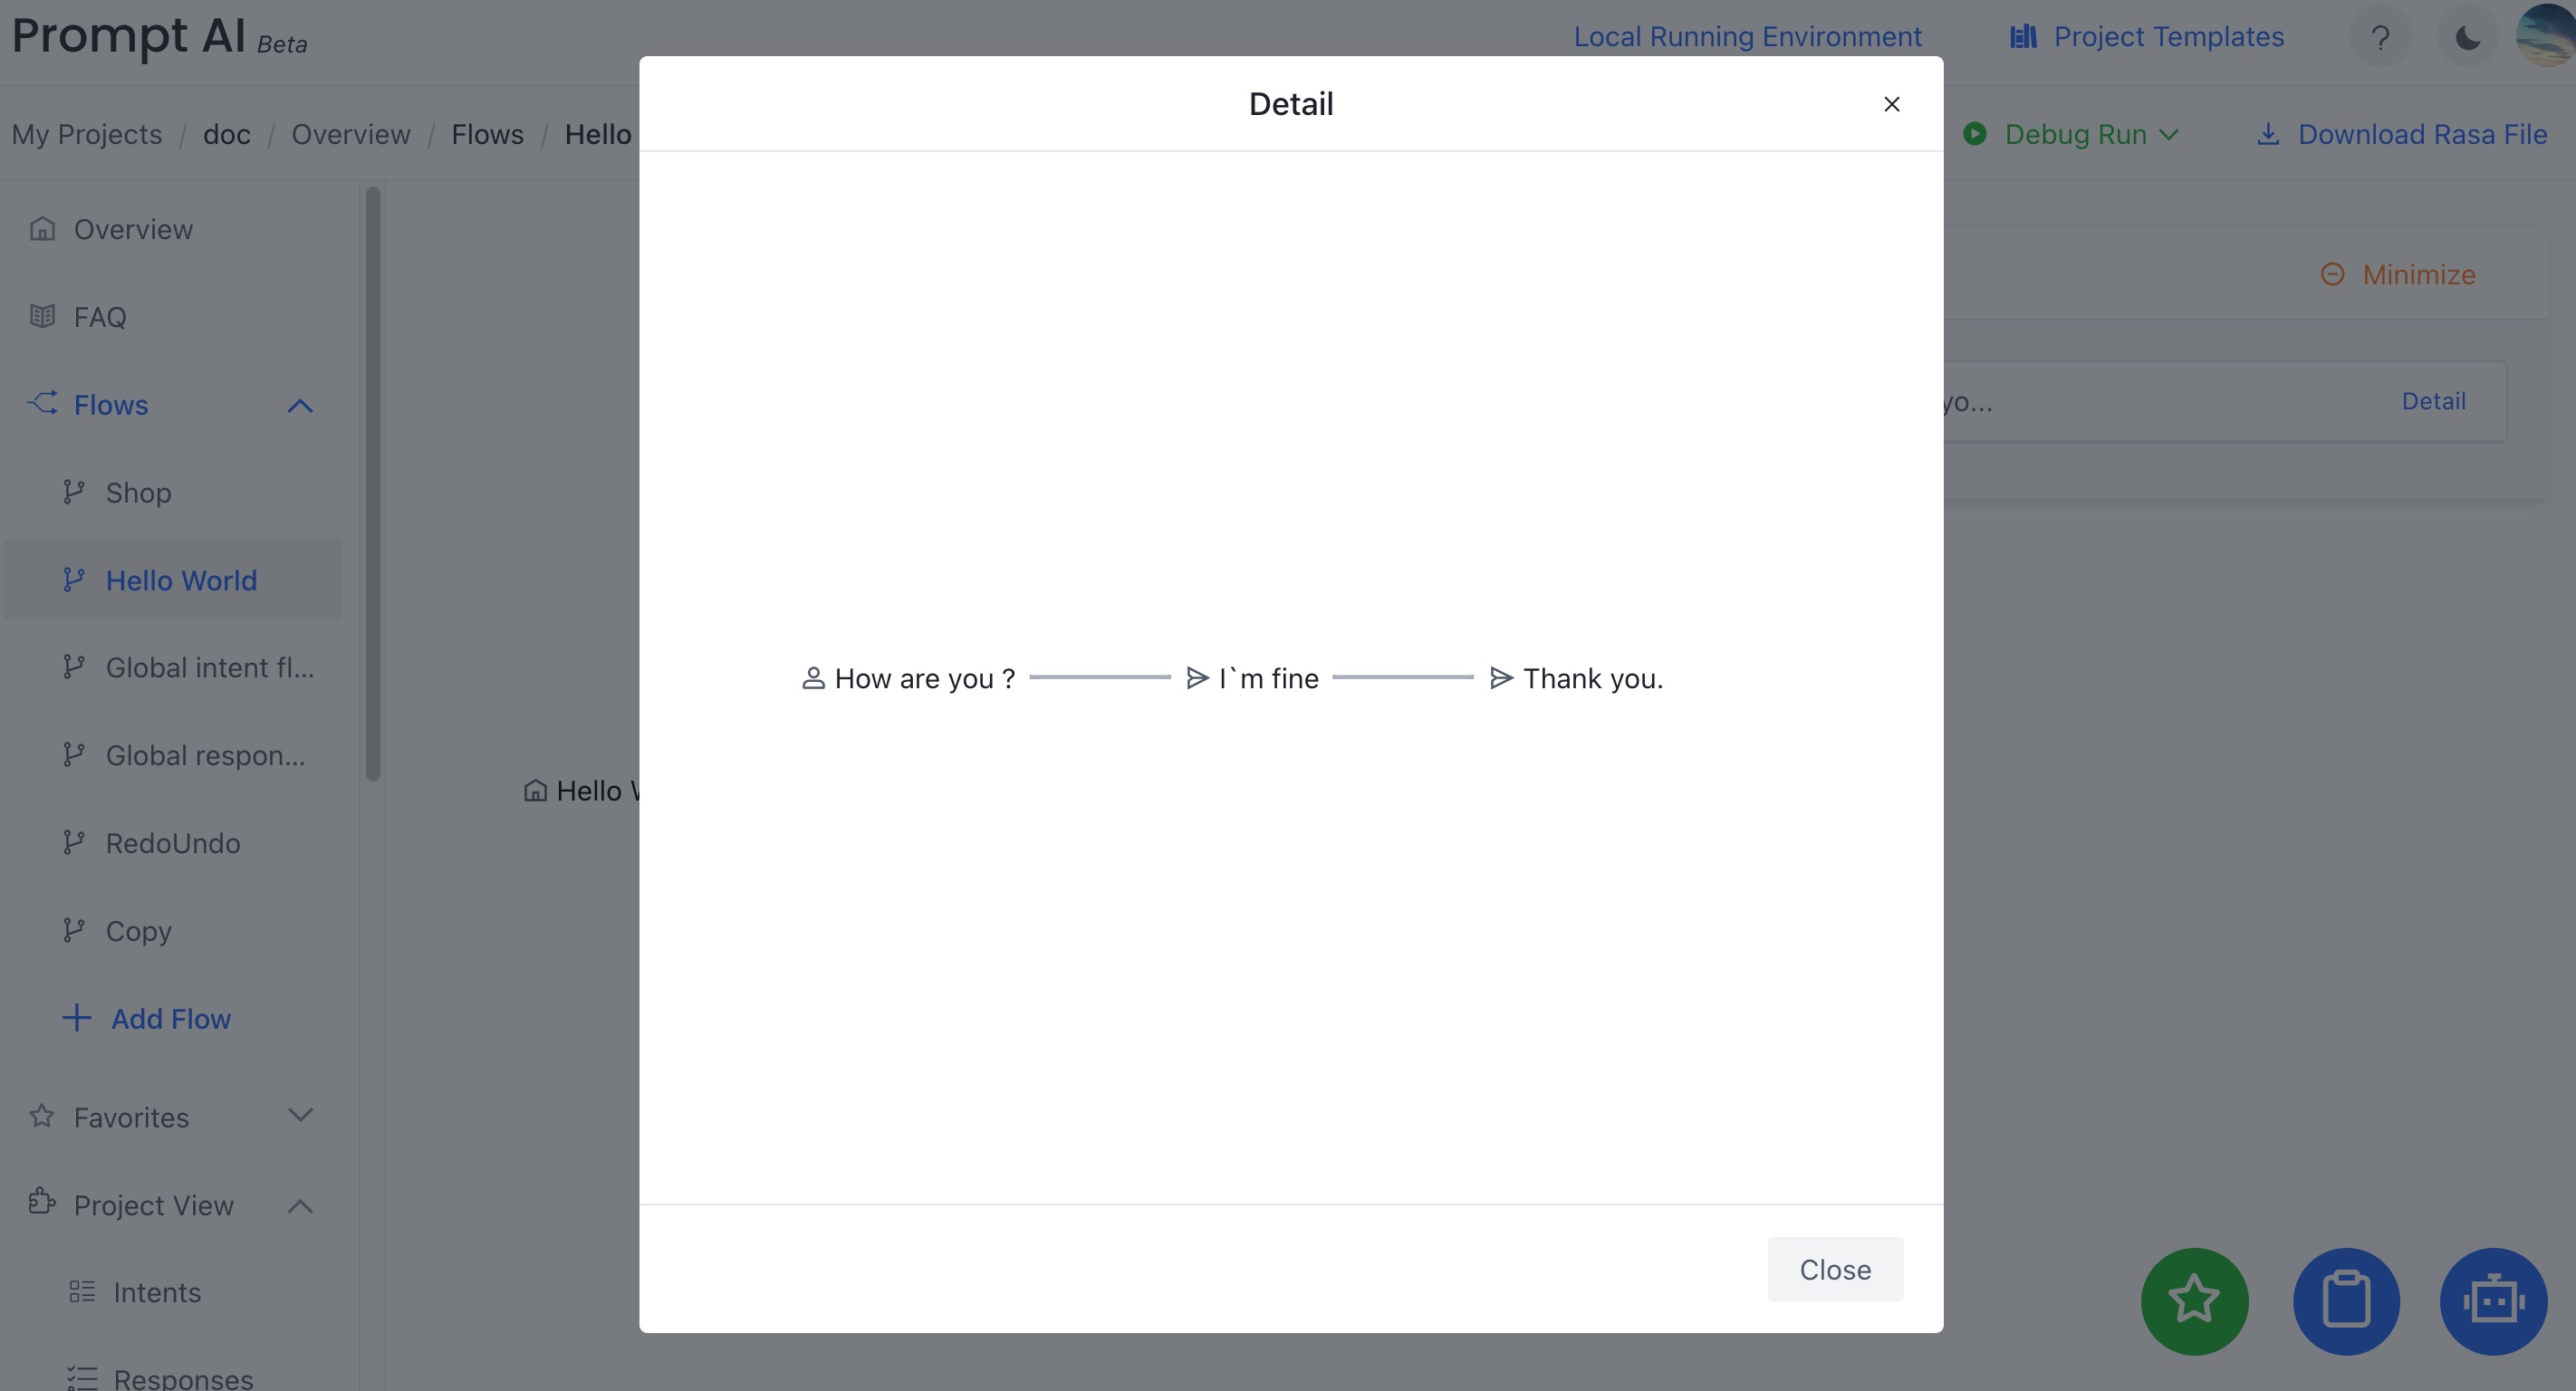 Prompt AI Beta
Local Running Environment
Project Templates
?
My Projects / doc / Overview / Flows / Hello
Debug Run
Download Rasa File
Overview
FAQ
Flows
Shop
Hello World
Global intent fl...
Global respon...
RedoUndo
Copy
Add Flow
Favorites
Project View
Intents
Responses
Hello
Minimize
yo...
Detail
Detail
How are you ?
I`m fine
Thank you.
Close